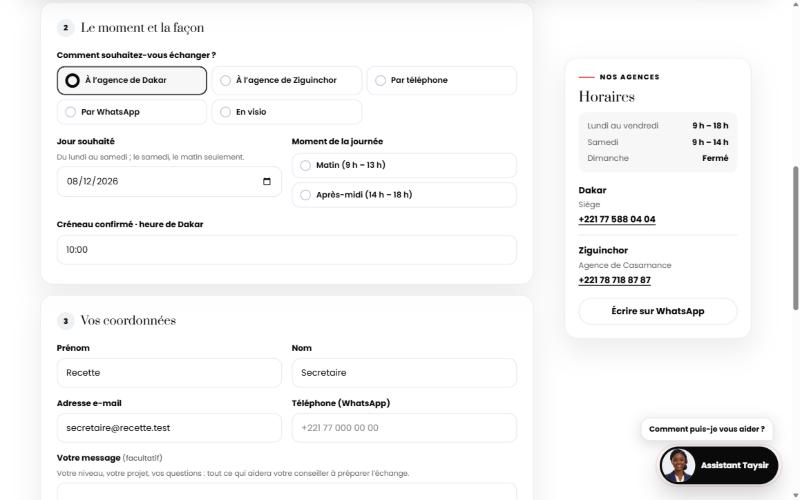 2 Le moment et la façon
Comment souhaitez-vous échanger ?
À l'agence de Dakar
À l'agence de Ziguinchor
Par téléphone
Par WhatsApp
En visio
Jour souhaité
Du lundi au samedi ; le samedi, le matin seulement.
08/12/2026
Moment de la journée
Matin (9 h – 13 h)
Après-midi (14 h – 18 h)
Créneau confirmé · heure de Dakar
10:00
3 Vos coordonnées
Prénom
Recette
Nom
Secretaire
Adresse e-mail
secretaire@recette.test
Téléphone (WhatsApp)
+221 77 000 00 00
Votre message (facultatif)
Votre niveau, votre projet, vos questions : tout ce qui aidera votre conseiller à préparer l'échange.
NOS AGENCES
Horaires
Lundi au vendredi 9 h – 18 h
Samedi 9 h – 14 h
Dimanche Fermé
Dakar
Siège
+221 77 588 04 04
Ziguinchor
Agence de Casamance
+221 78 718 87 87
Écrire sur WhatsApp
Comment puis-je vous aider ?
Assistant Taysir